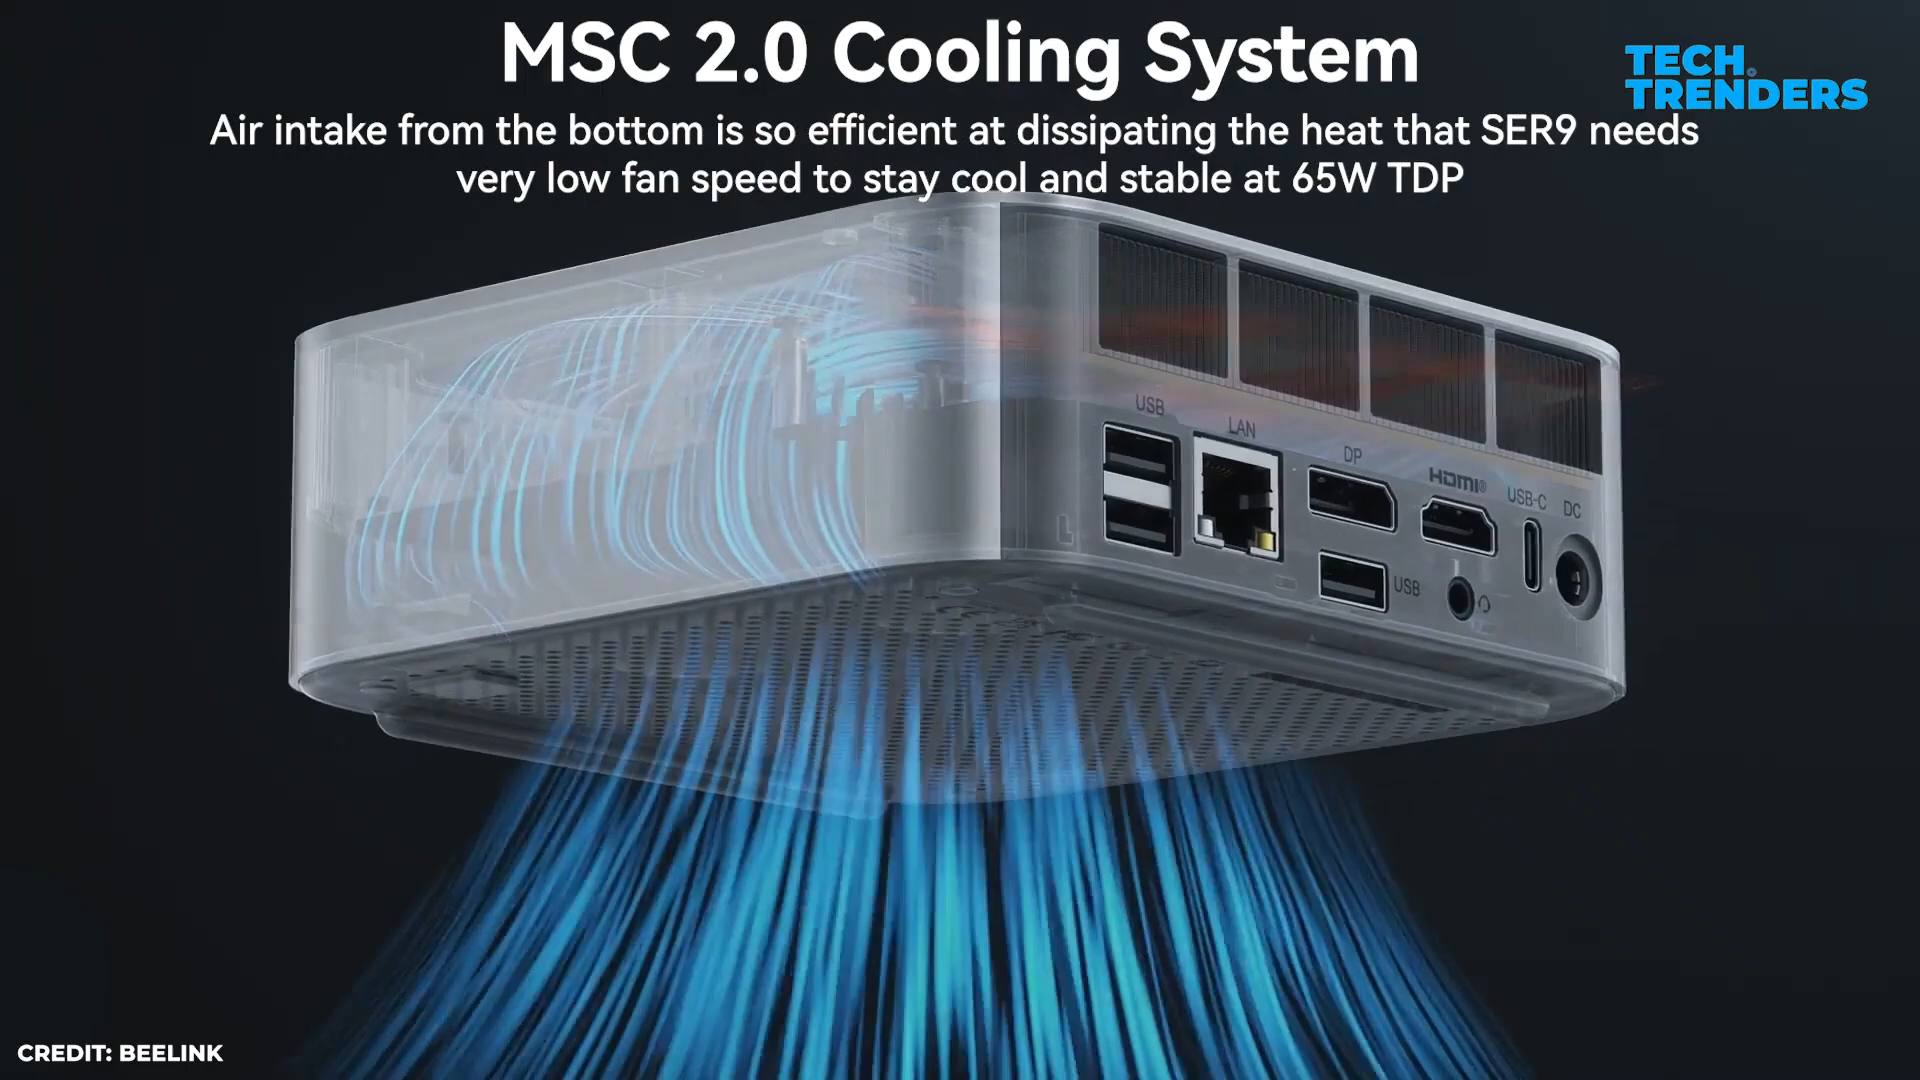 MSC 2.0 Cooling System
TECH
TRENDERS
Air intake from the bottom is so efficient at dissipating the heat that SER9 needs
very low fan speed to stay cool and stable at 65W TDP
USB
LAN
DP
HDMI®
USB-C
DC
USB
CREDIT: BEELINK